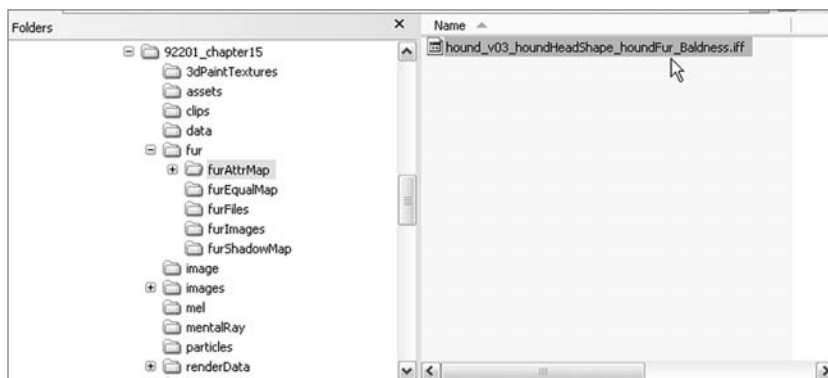 Folders
92201_chapter15
3dPaintTextures
assets
clips
data
fur
furAttrMap
furEqualMap
furFiles
furImages
furShadowMap
image
images
mel
mentalRay
particles
renderData
Name
hound_v03_houndHeadShape_houndFur_Baldness.iff